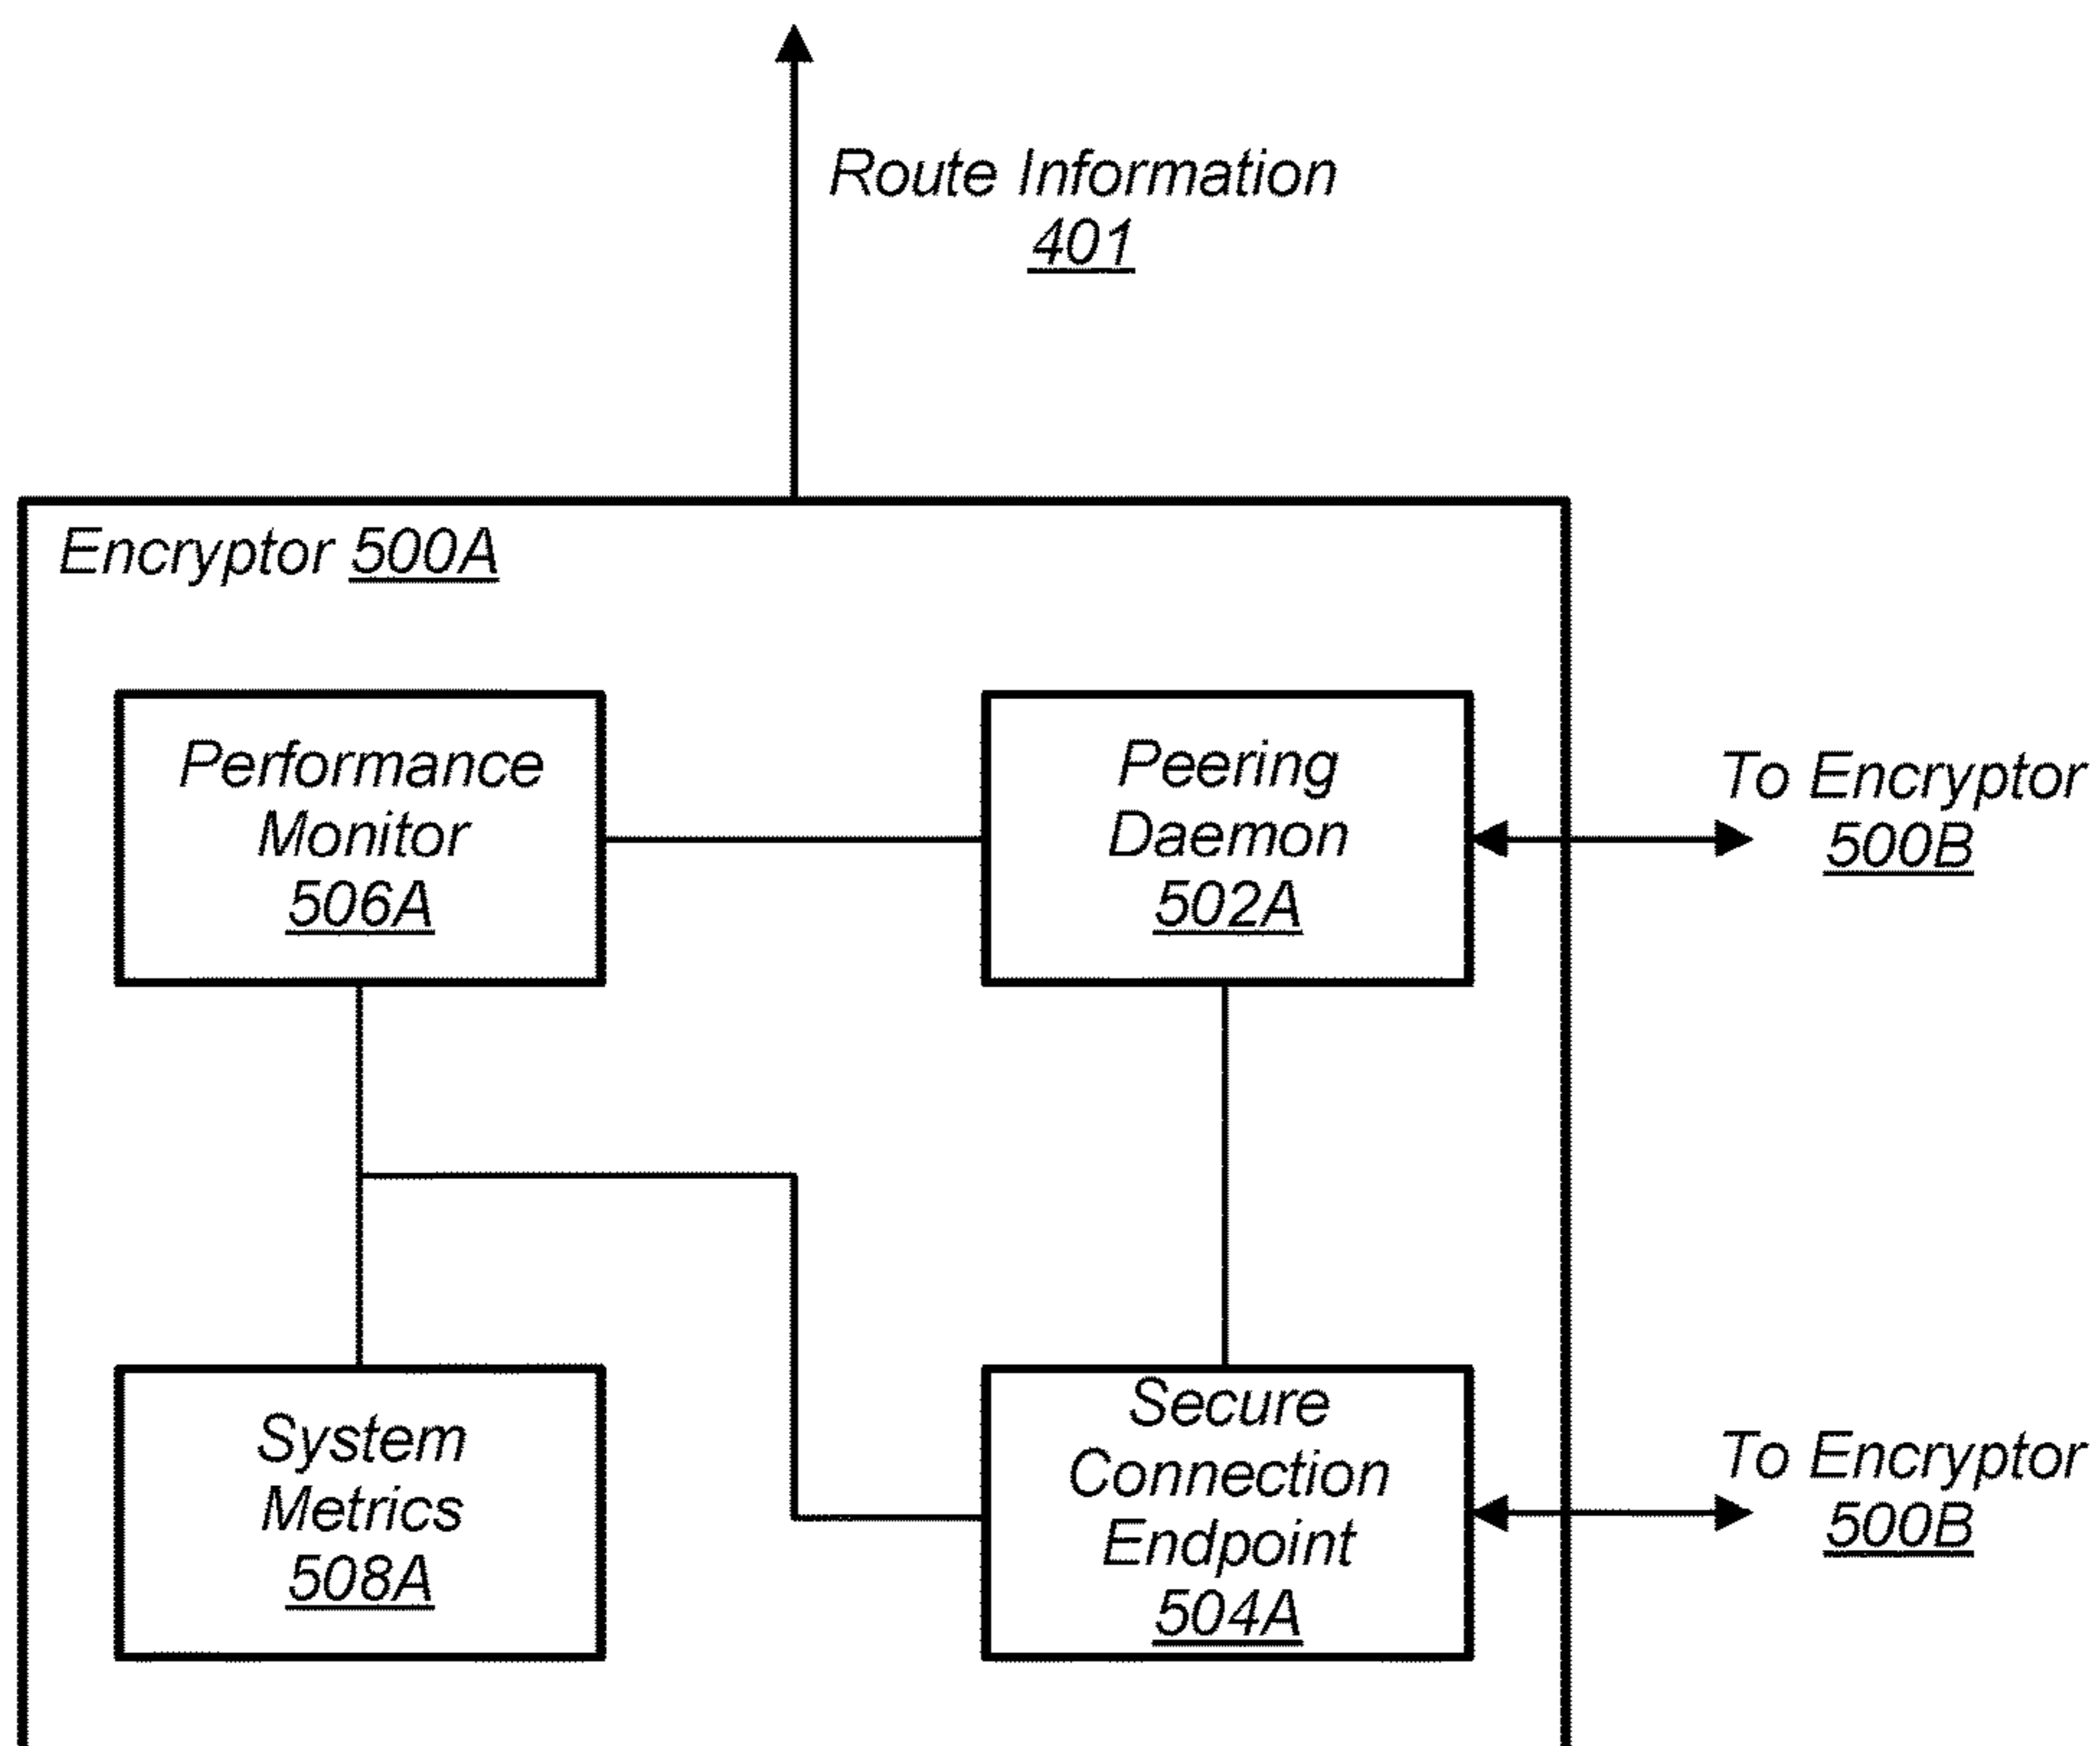 Route Information
401
Encryptor 500A
Performance
Monitor
506A
Peering
Daemon
502A
To Encryptor
500B
System
Metrics
508A
Secure
Connection
Endpoint
504A
To Encryptor
500B